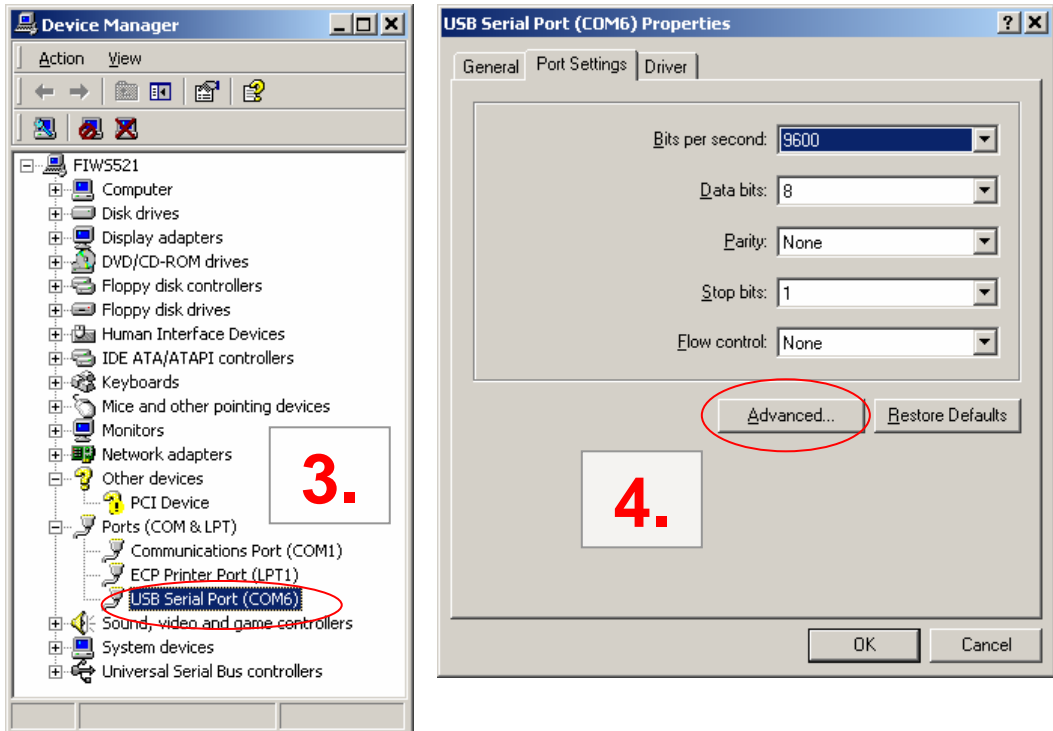 Device Manager
Action View
FIWS521
Computer
Disk drives
Display adapters
DVD/CD-ROM drives
Floppy disk controllers
Floppy disk drives
Human Interface Devices
IDE ATA/ATAPI controllers
Keyboards
Mice and other pointing devices
Monitors
Network adapters
Other devices
PCI Device
Ports (COM & LPT)
Communications Port (COM1)
ECP Printer Port (LPT1)
USB Serial Port (COM6)
Sound, video and game controllers
System devices
Universal Serial Bus controllers
3.
USB Serial Port (COM6) Properties
General Port Settings Driver
Bits per second: 9600
Data bits: 8
Parity: None
Stop bits: 1
Flow control: None
Advanced... Restore Defaults
4.
OK Cancel